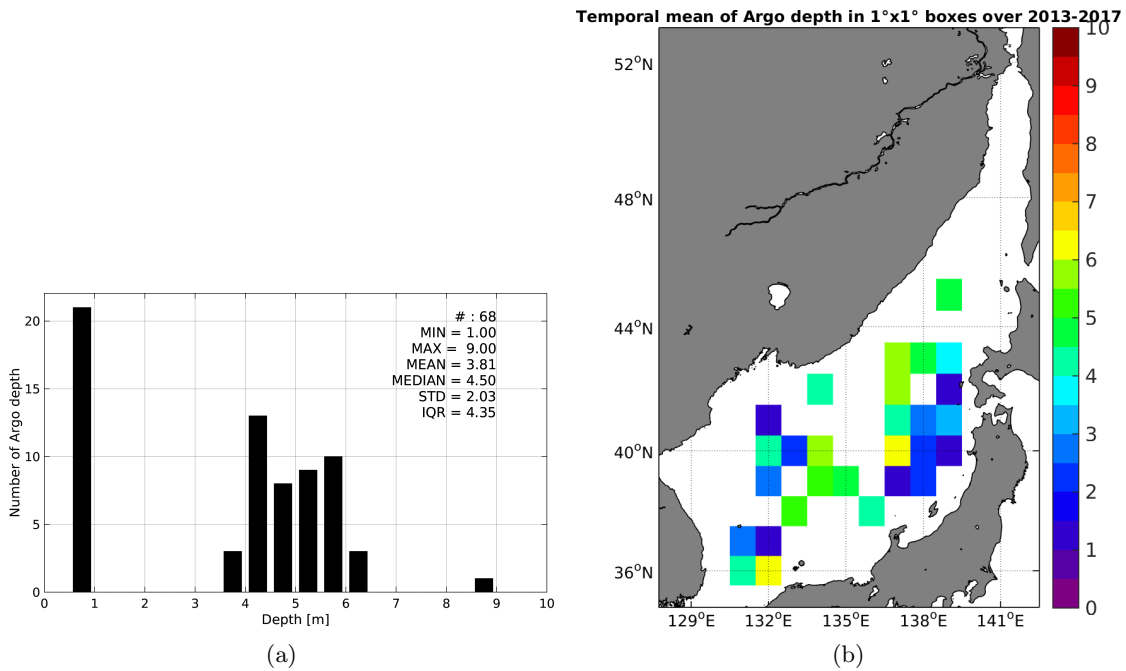 Temporal mean of Argo depth in 1°x1° boxes over 2013-2017
Number of Argo depth
20
15
10
5
0
# : 68
MIN = 1.00
MAX = 9.00
MEAN = 3.81
MEDIAN = 4.50
STD = 2.03
IQR = 4.35
0 1 2 3 4 5 6 7 8 9 10
Depth [m]
(a)
52°N
48°N
44°N
40°N
36°N
129°E 132°E 135°E 138°E 141°E
10
9
8
7
6
5
4
3
2
1
0
(b)